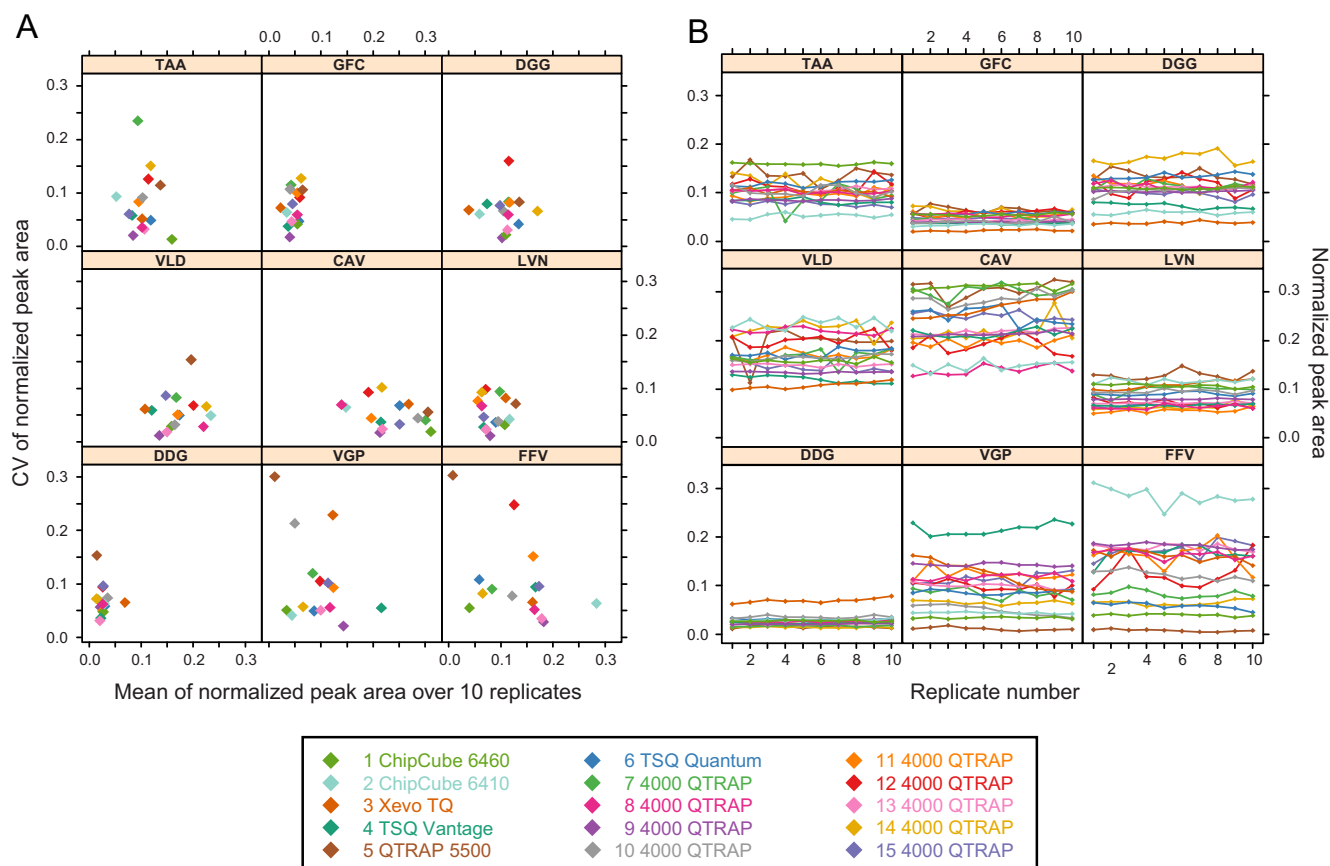 A
B
0.0 0.1 0.2 0.3
2 4 6 8 10
TAA GFC DGG
TAA GFC DGG
0.3
0.2
0.1
0.0
0.3
0.2
0.1
0.0
VLD CAV LVN
VLD CAV LVN
0.3
0.2
0.1
0.0
0.3
0.2
0.1
0.0
DDG VGP FFV
DDG VGP FFV
0.3
0.2
0.1
0.0
0.3
0.2
0.1
0.0
CV of normalized peak area
Normalized peak area
0.0 0.1 0.2 0.3
0.0 0.1 0.2 0.3
2 4 6 8 10
2 4 6 8 10
Mean of normalized peak area over 10 replicates
Replicate number
1 ChipCube 6460
2 ChipCube 6410
3 Xevo TQ
4 TSQ Vantage
5 QTRAP 5500
6 TSQ Quantum
7 4000 QTRAP
8 4000 QTRAP
9 4000 QTRAP
10 4000 QTRAP
11 4000 QTRAP
12 4000 QTRAP
13 4000 QTRAP
14 4000 QTRAP
15 4000 QTRAP